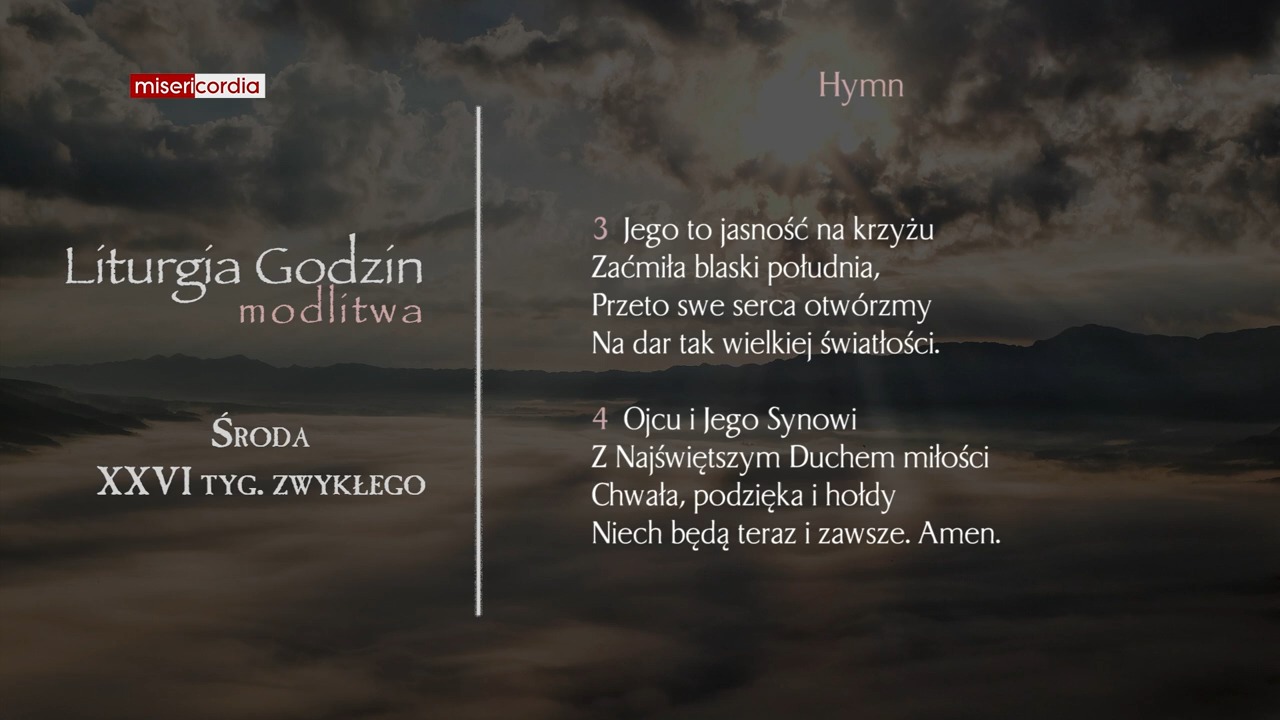 misericordia
Liturgia Godzin
modlitwa
Środa
XXVI tyg. zwykłego
Hymn
3 Jego to jasność na krzyżu
Zaćmiła blaski południa,
Przeto swe serca otwórzmy
Na dar tak wielkiej światłości.
4 Ojcu i Jego Synowi
Z Najświętszym Duchem miłości
Chwała, podzięka i hołdy
Niech będą teraz i zawsze. Amen.